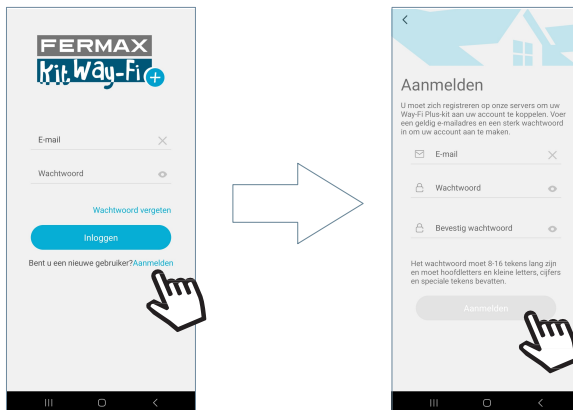 FERMAX
Kit Way-Fi+
E-mail
Wachtwoord
Wachtwoord vergeten
Inloggen
Bent u een nieuwe gebruiker?Aanmelden
Aanmelden
U moet zich registreren op onze servers om uw
Way-Fi Plus-kit aan uw account te koppelen. Voer
een geldig e-mailadres en een sterk wachtwoord
in om uw account aan te maken.
E-mail
Wachtwoord
Bevestig wachtwoord
Het wachtwoord moet 8-16 tekens lang zijn
en moet hoofdletters en kleine letters, cijfers
en speciale tekens bevatten.
Aanmelden